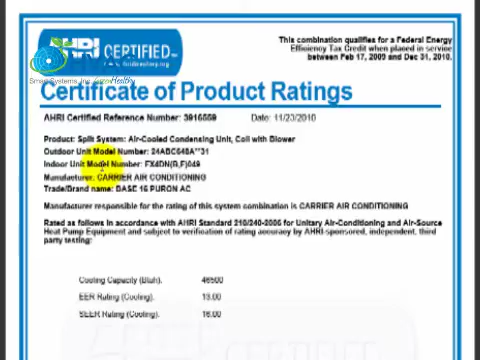 This combination qualifies for a Federal Energy
Efficiency Tax Credit when placed in service
between Feb 17, 2009 and Dec 31, 2010.
AHRI CERTIFIED
Certificate of Product Ratings
AHRI Certified Reference Number: 3916559 Date: 11/23/2010
Product: Split System: Air-Cooled Condensing Unit, Coil with Blower
Outdoor Unit Model Number: 24ABC648A**31
Indoor Unit Model Number: FX4DN(B,F)049
Manufacturer: CARRIER AIR CONDITIONING
Trade/Brand name: BASE 16 PURON AC
Manufacturer responsible for the rating of this system combination is CARRIER AIR CONDITIONING
Rated as follows in accordance with AHRI Standard 210/240-2006 for Unitary Air-Conditioning and Air-Source
Heat Pump Equipment and subject to verification of rating accuracy by AHRI-sponsored, independent, third
party testing:
Cooling Capacity (Btuh): 46500
EER Rating (Cooling): 13.00
SEER Rating (Cooling): 16.00